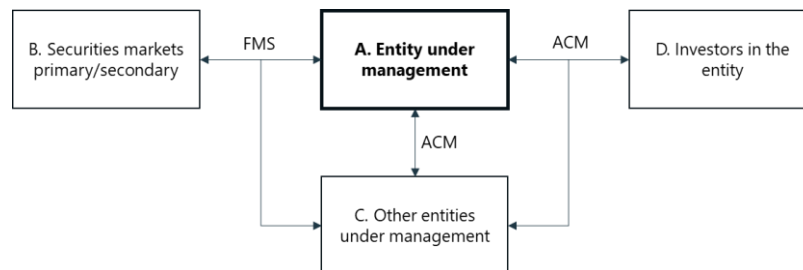 B. Securities markets
primary/secondary
FMS
A. Entity under
management
ACM
D. Investors in the
entity
ACM
C. Other entities
under management